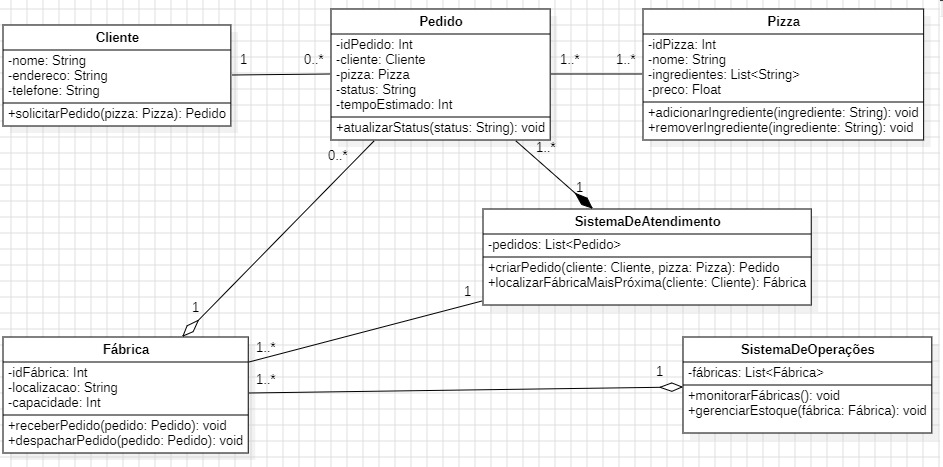 Cliente
-nome: String
-endereco: String
-telefone: String
+solicitarPedido(pizza: Pizza): Pedido
1
0..*
Pedido
-idPedido: Int
-cliente: Cliente
-pizza: Pizza
-status: String
-tempoEstimado: Int
+atualizarStatus(status: String): void
1..*
1..*
Pizza
-idPizza: Int
-nome: String
-ingredientes: List<String>
-preco: Float
+adicionarIngrediente(ingrediente: String): void
+removerIngrediente(ingrediente: String): void
0..*
1..*
1
SistemaDeAtendimento
-pedidos: List<Pedido>
+criarPedido(cliente: Cliente, pizza: Pizza): Pedido
+localizarFábricaMaisPróxima(cliente: Cliente): Fábrica
1
1
1..*
Fábrica
-idFábrica: Int
-localizacao: String
-capacidade: Int
+receberPedido(pedido: Pedido): void
+despacharPedido(pedido: Pedido): void
1..*
1
SistemaDeOperações
-fábricas: List<Fábrica>
+monitorarFábricas(): void
+gerenciarEstoque(fábrica: Fábrica): void